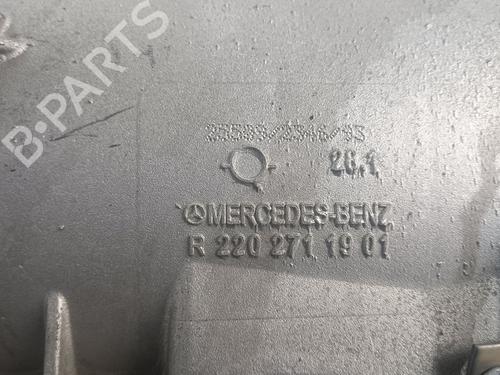 B-PARTS
26.1
MERCEDES-BENZ
R 220 271 19 01